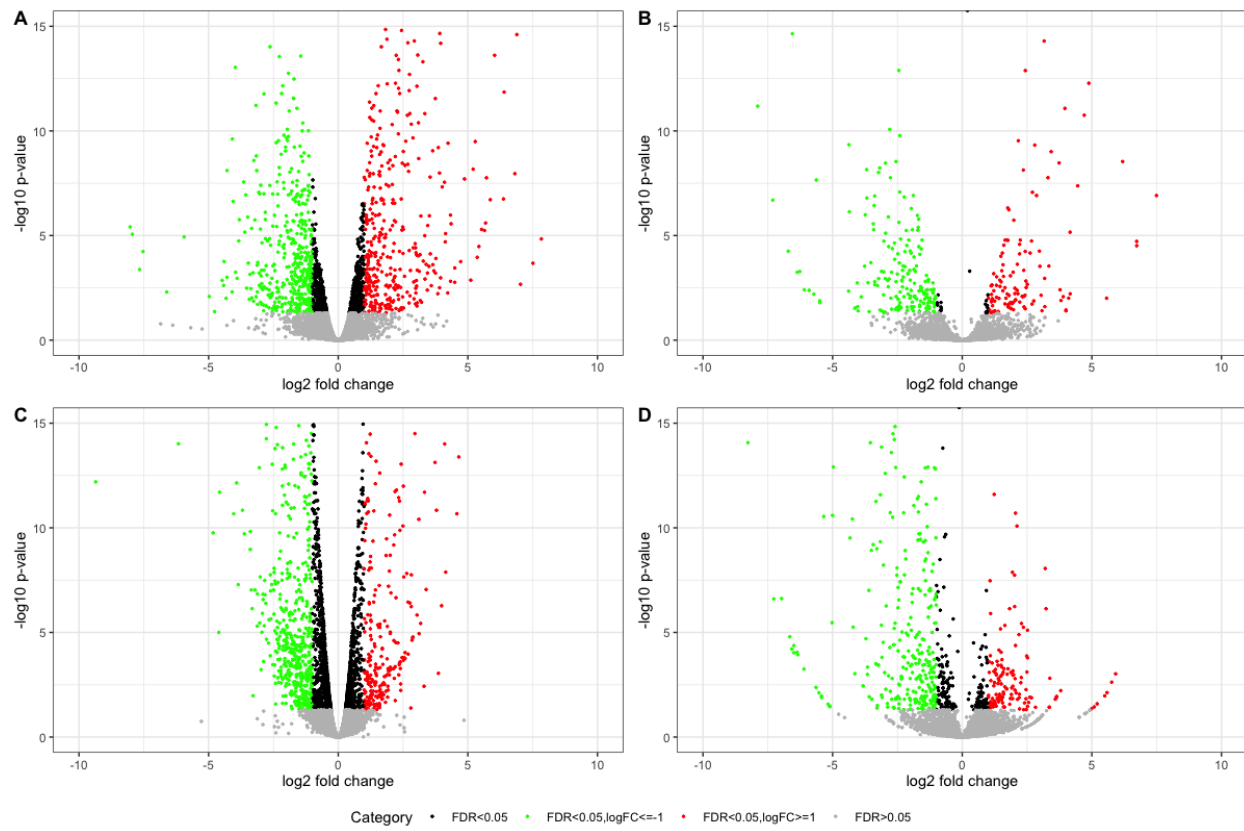 A
B
15
10
5
0
-log10 p-value
-10
-5
0
5
10
log2 fold change
15
10
5
0
-log10 p-value
-10
-5
0
5
10
log2 fold change
C
D
15
10
5
0
-log10 p-value
-10
-5
0
5
10
log2 fold change
15
10
5
0
-log10 p-value
-10
-5
0
5
10
log2 fold change
Category FDR<0.05 FDR<0.05,logFC<=-1 FDR<0.05,logFC>=1 FDR>0.05